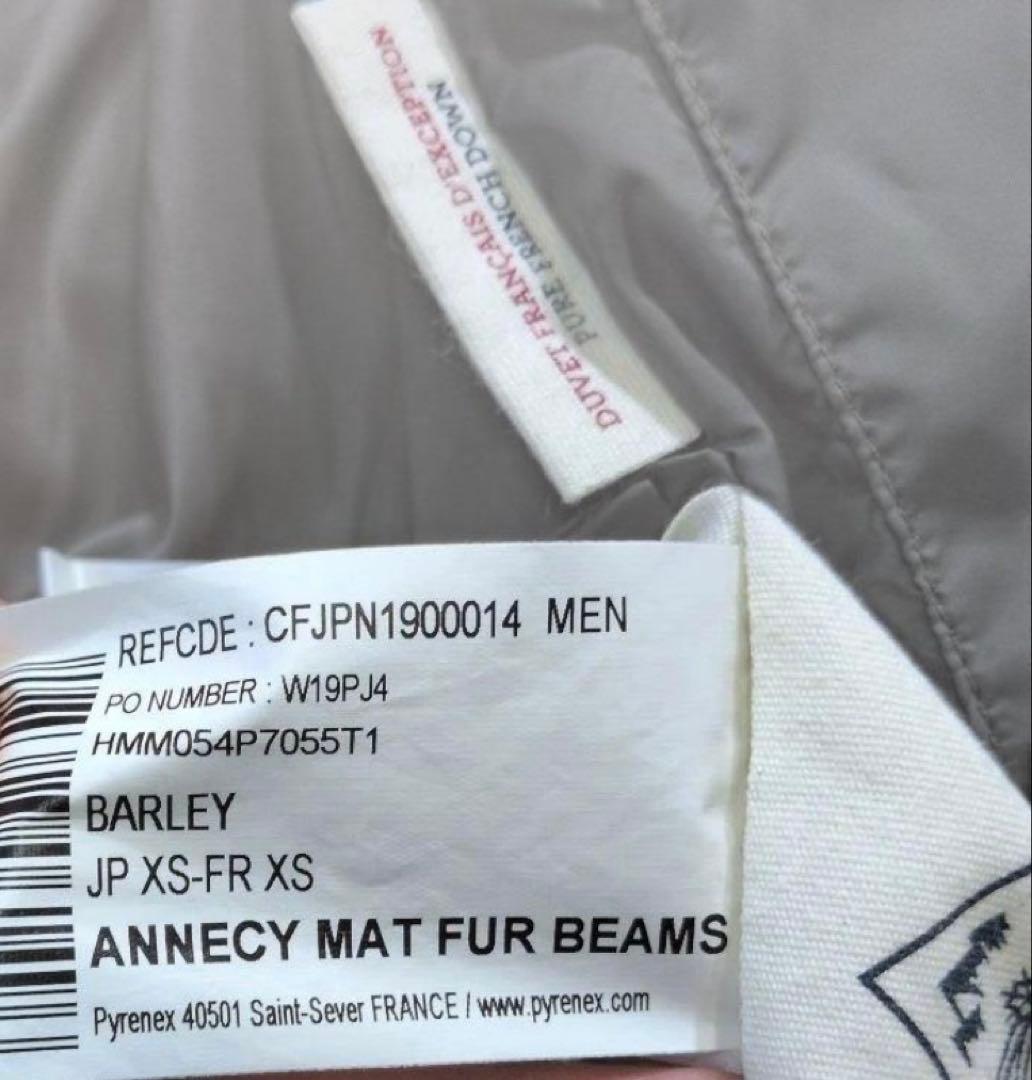 DUVET FRANÇAIS D'EXCEPTION
PURE FRENCH DOWN
REFCDE : CFJPN1900014 MEN
PO NUMBER : W19PJ4
HMM054P7055T1
BARLEY
JP XS-FR XS
ANNECY MAT FUR BEAMS
Pyrenex 40501 Saint-Sever FRANCE / www.pyrenex.com